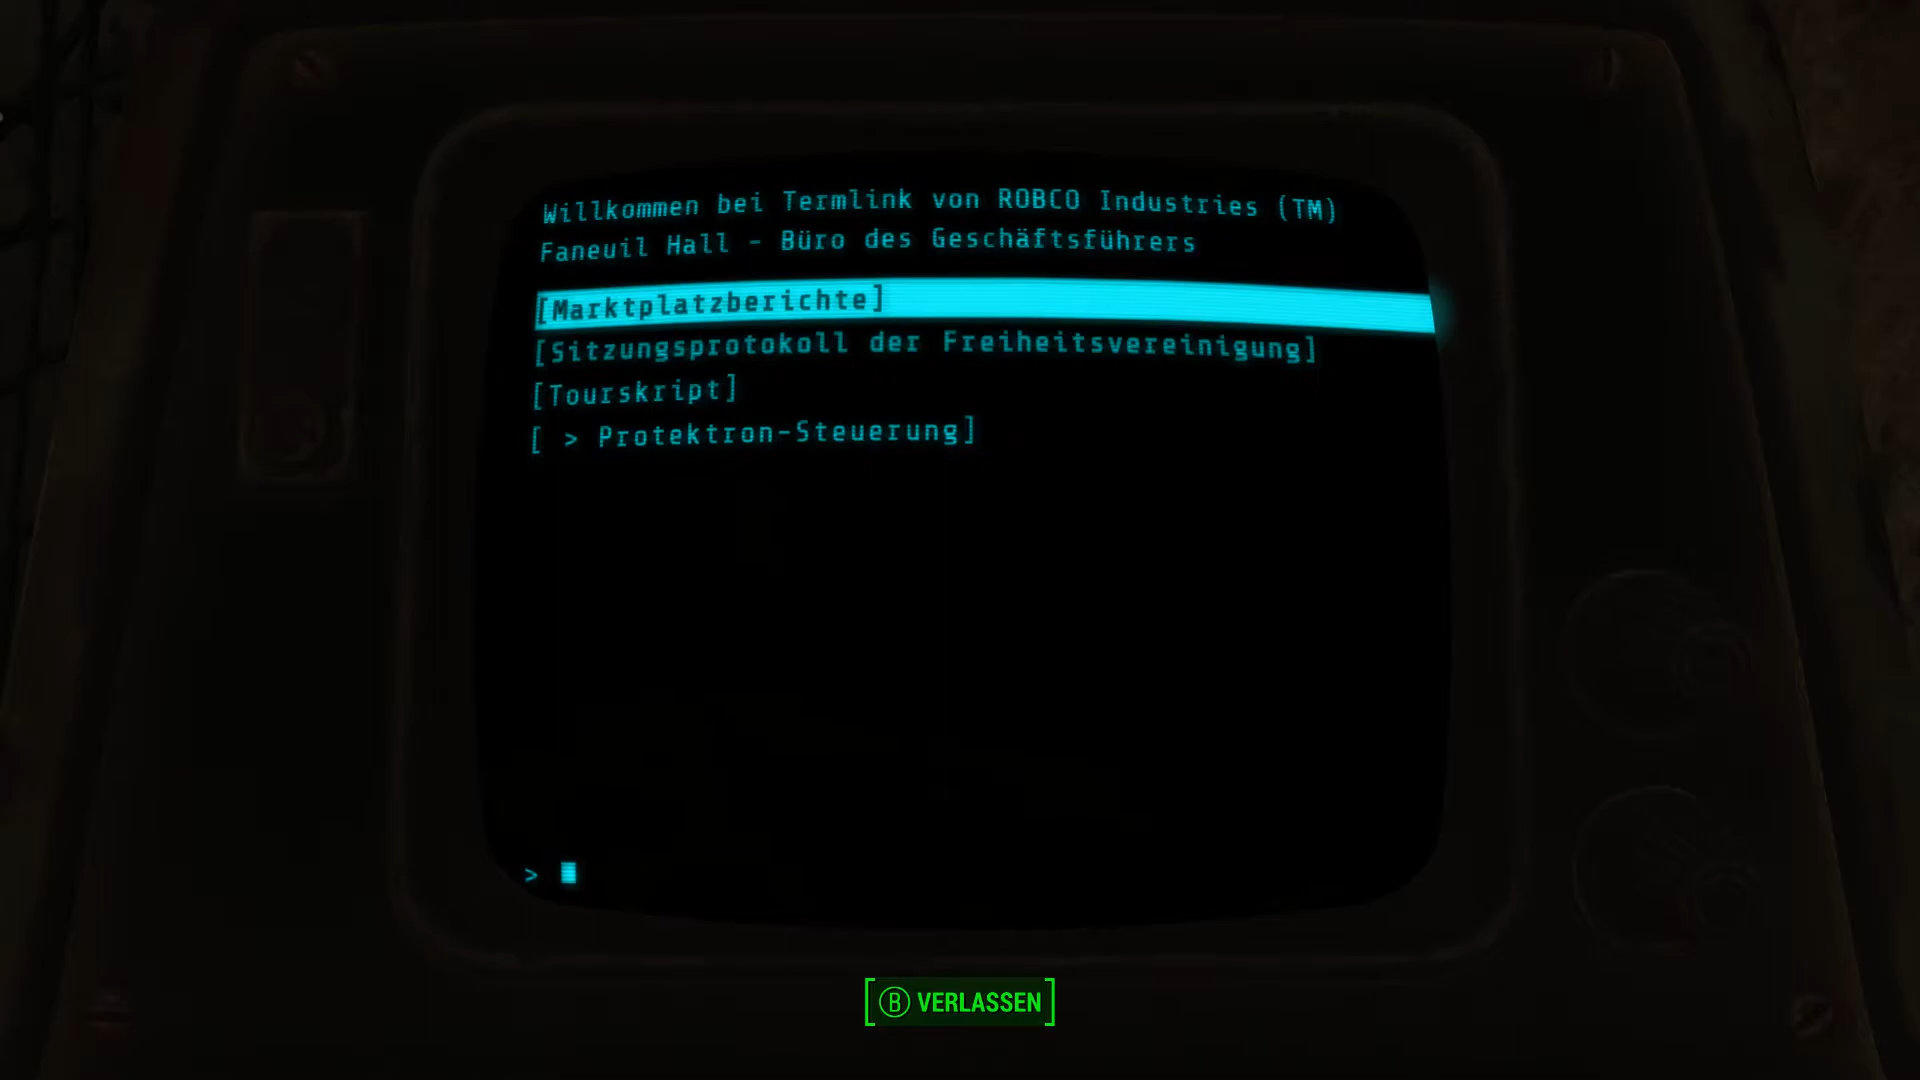 Willkommen bei Termlink von ROBCO Industries (TM)
Faneuil Hall - Büro des Geschäftsführers
[Marktplatzberichte]
[Sitzungsprotokoll der Freiheitsvereinigung]
[Tourskript]
[ > Protektron-Steuerung]
>
B VERLASSEN